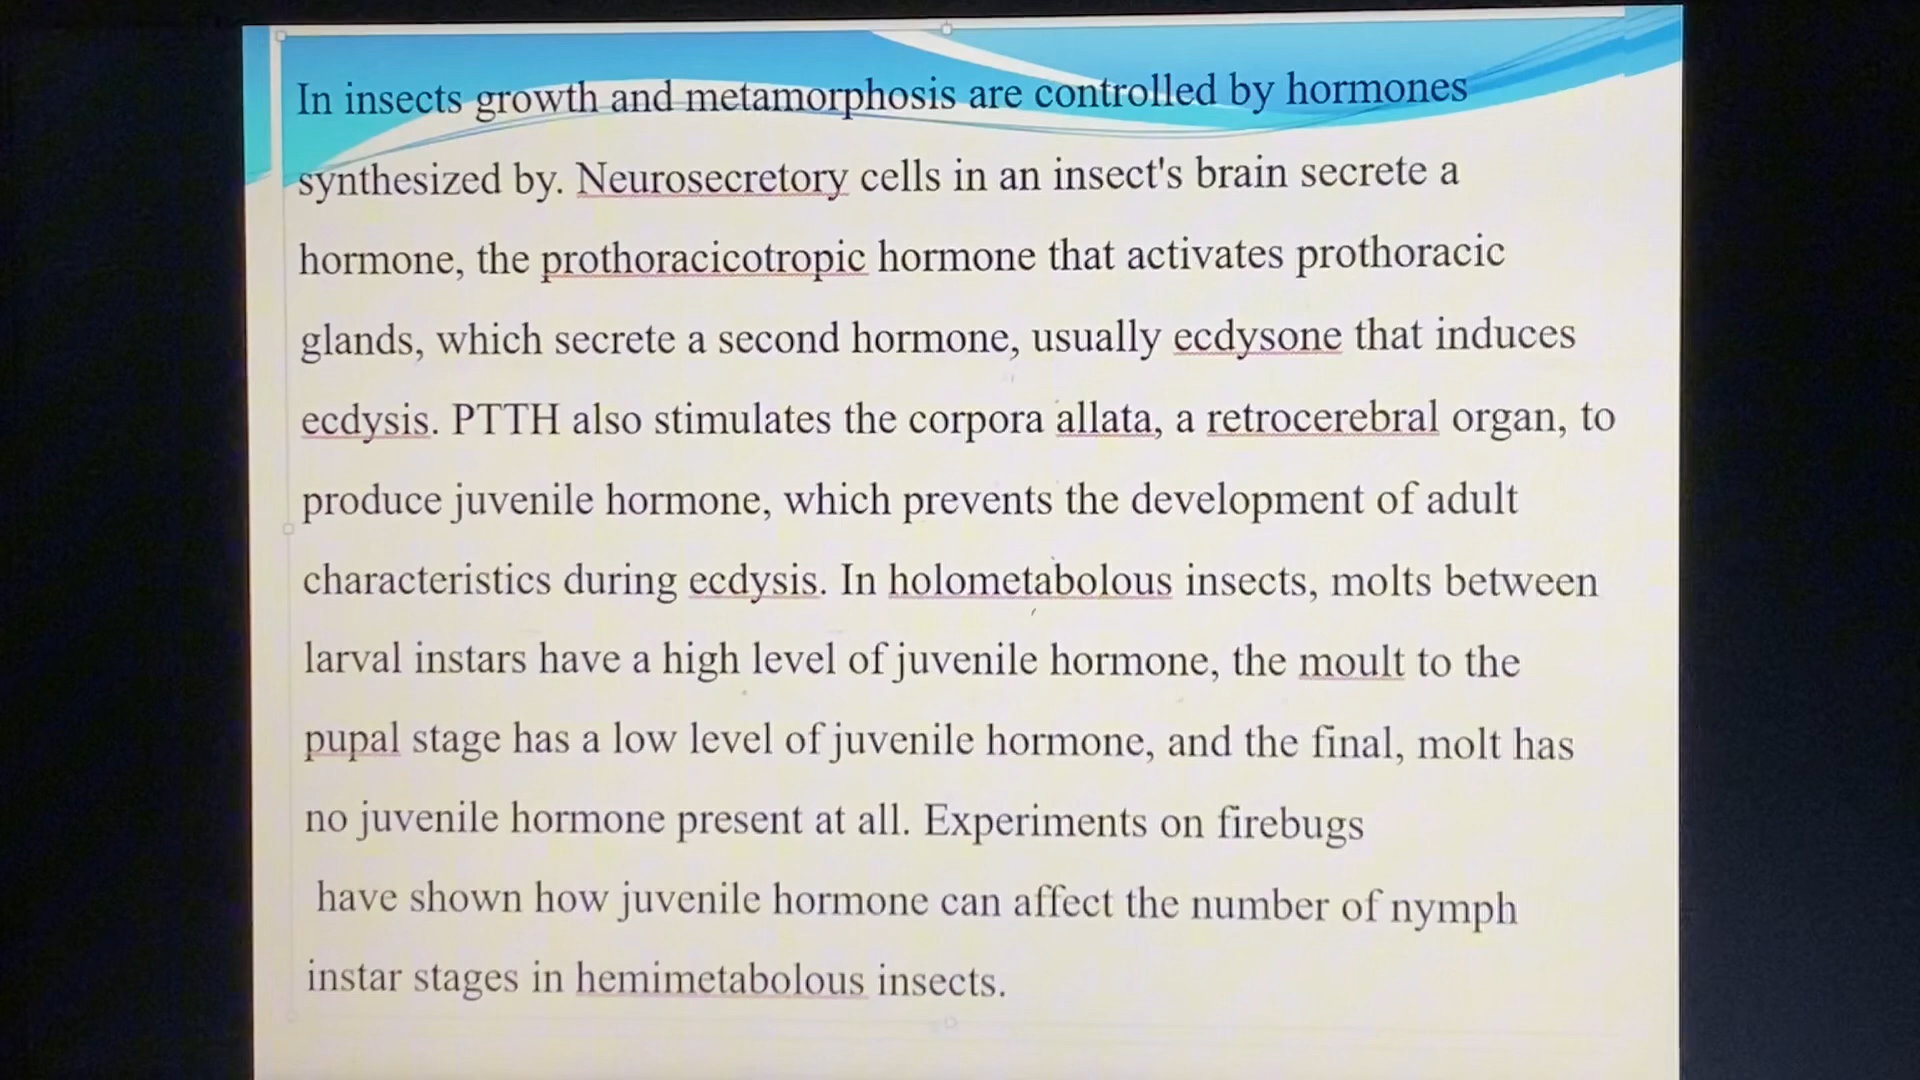 In insects growth and metamorphosis are controlled by hormones
synthesized by. Neurosecretory cells in an insect's brain secrete a
hormone, the prothoracicotropic hormone that activates prothoracic
glands, which secrete a second hormone, usually ecdysone that induces
ecdysis. PTTH also stimulates the corpora allata, a retrocerebral organ, to
produce juvenile hormone, which prevents the development of adult
characteristics during ecdysis. In holometabolous insects, molts between
larval instars have a high level of juvenile hormone, the moult to the
pupal stage has a low level of juvenile hormone, and the final, molt has
no juvenile hormone present at all. Experiments on firebugs
have shown how juvenile hormone can affect the number of nymph
instar stages in hemimetabolous insects.